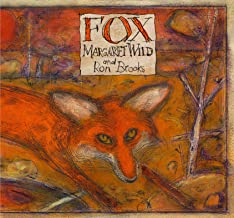 FOX
MARGARET WILD
and
Ron Brooks